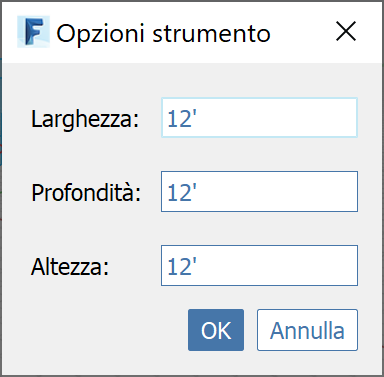 Opzioni strumento
Larghezza: 12'
Profondità: 12'
Altezza: 12'
OK Annulla